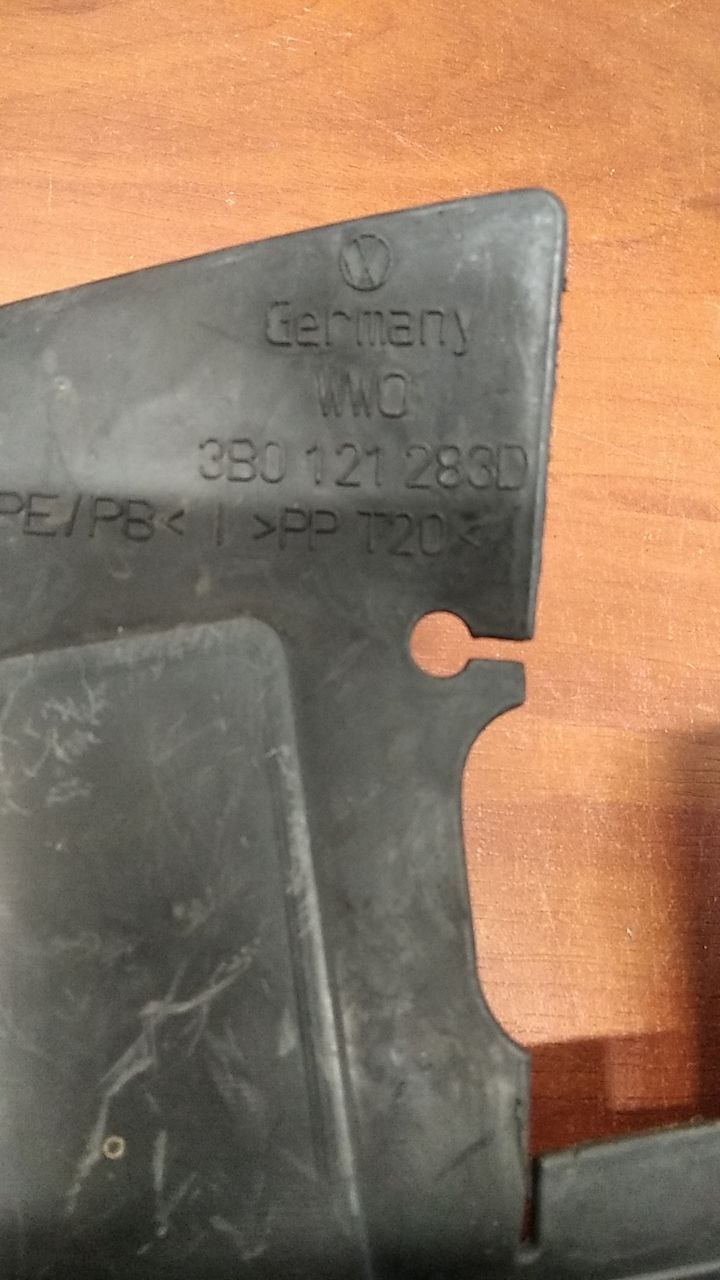 Germany
WWO
3B0 121 283D
PE/PB< I >PP T20<